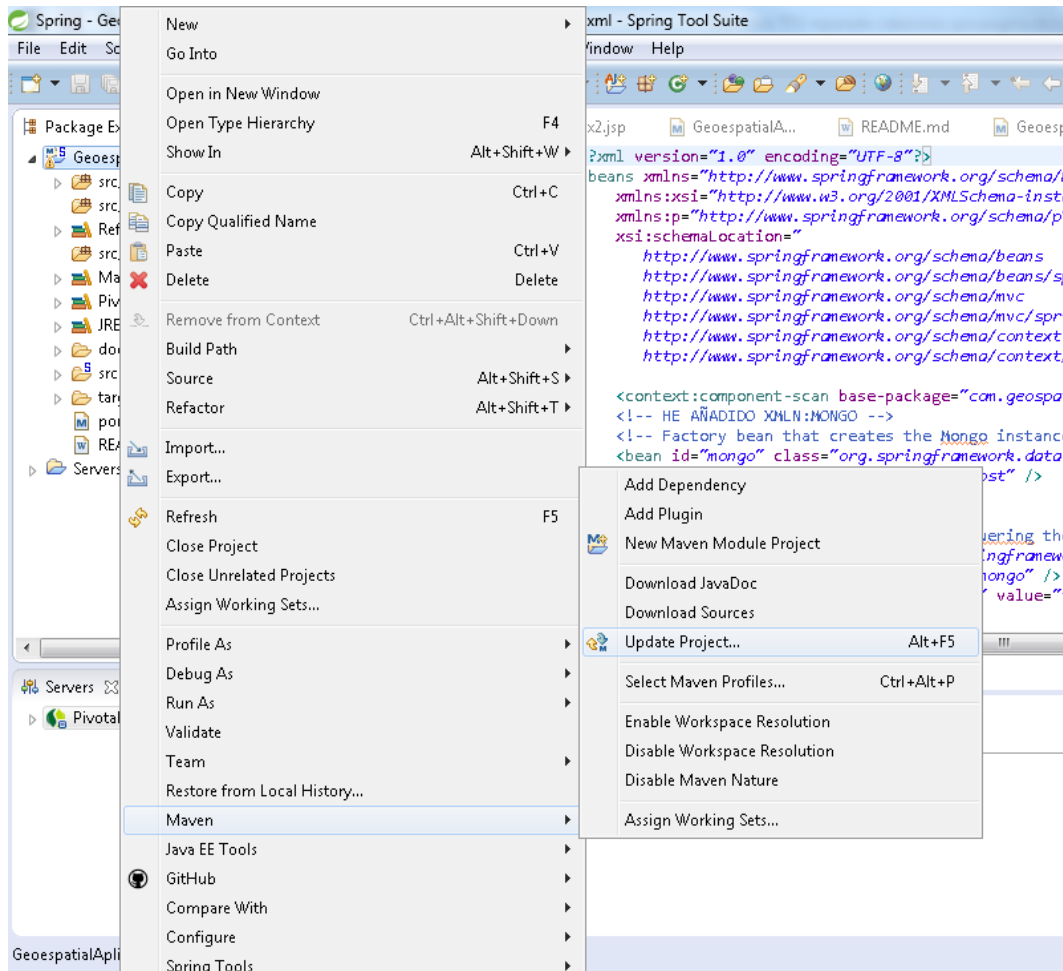 Spring - Geo
xml - Spring Tool Suite
File Edit Sc
Window Help
Package Ex
x2.jsp GeoespatialA... README.md Geoesp
Geoesp
src
src
Ref
src
Ma
Piv
JRE
do
src
tar
po
REA
Servers
New
Go Into
Open in New Window
Open Type Hierarchy F4
Show In Alt+Shift+W
Copy Ctrl+C
Copy Qualified Name
Paste Ctrl+V
Delete Delete
Remove from Context Ctrl+Alt+Shift+Down
Build Path
Source Alt+Shift+S
Refactor Alt+Shift+T
Import...
Export...
Refresh F5
Close Project
Close Unrelated Projects
Assign Working Sets...
Profile As
Debug As
Run As
Validate
Team
Restore from Local History...
Maven
Java EE Tools
GitHub
Compare With
Configure
Spring Tools
?xml version="1.0" encoding="UTF-8"?>
beans xmlns="http://www.springframework.org/schema/
xmlns:xsi="http://www.w3.org/2001/XMLSchema-inst
xmlns:p="http://www.springframework.org/schema/p
xsi:schemaLocation="
http://www.springframework.org/schema/beans
http://www.springframework.org/schema/beans/s
http://www.springframework.org/schema/mvc
http://www.springframework.org/schema/mvc/spr
http://www.springframework.org/schema/context
http://www.springframework.org/schema/context
<context:component-scan base-package="com.geospa
<!-- HE AÑADIDO XMLN:MONGO -->
<!-- Factory bean that creates the Mongo instanc
<bean id="mongo" class="org.springframework.data
ost" />
uering th
ingframew
mongo" />
" value="
Add Dependency
Add Plugin
New Maven Module Project
Download JavaDoc
Download Sources
Update Project... Alt+F5
Select Maven Profiles... Ctrl+Alt+P
Enable Workspace Resolution
Disable Workspace Resolution
Disable Maven Nature
Assign Working Sets...
Servers
Pivotal
GeoespatialApli